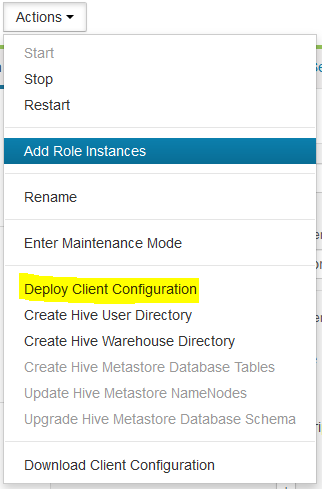 Actions
Start
Stop
Restart
Add Role Instances
Rename
Enter Maintenance Mode
Deploy Client Configuration
Create Hive User Directory
Create Hive Warehouse Directory
Create Hive Metastore Database Tables
Update Hive Metastore NameNodes
Upgrade Hive Metastore Database Schema
Download Client Configuration